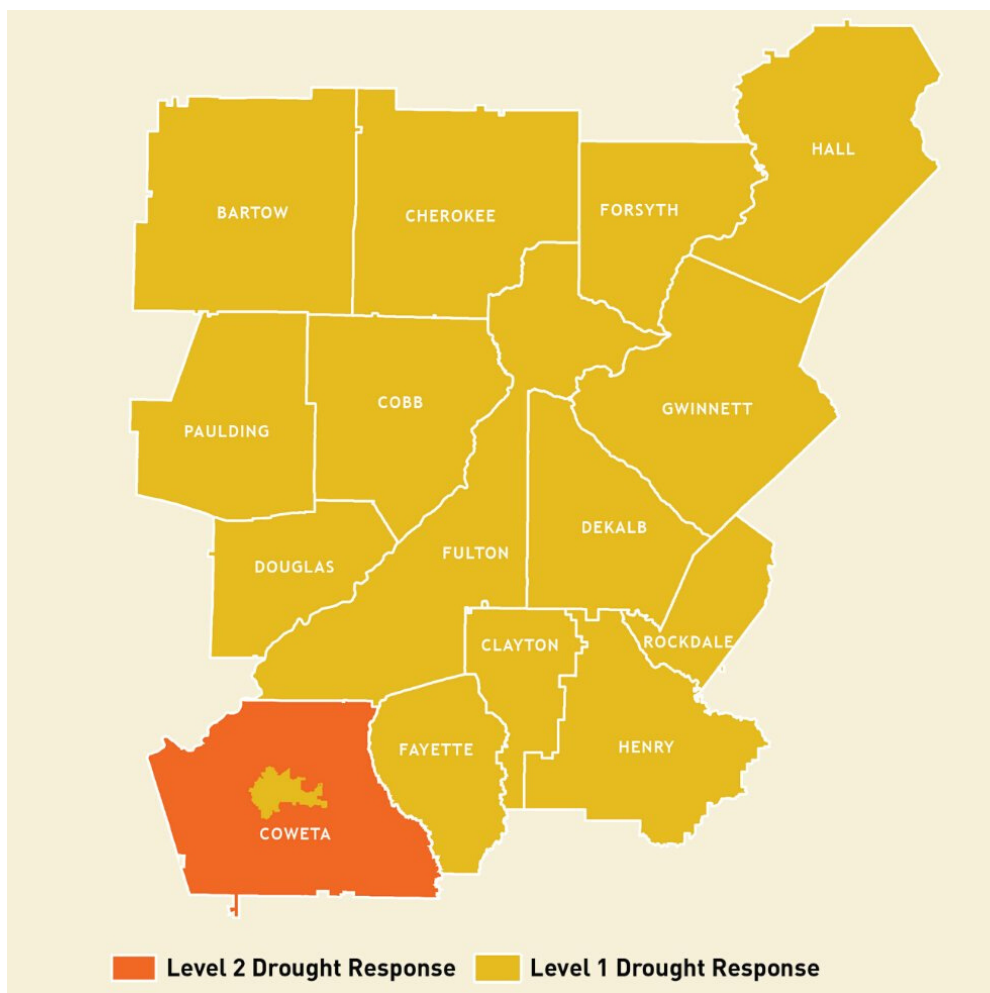 HALL
BARTOW
CHEROKEE
FORSYTH
COBB
GWINNETT
PAULDING
DEKALB
FULTON
DOUGLAS
CLAYTON
ROCKDALE
FAYETTE
HENRY
COWETA
Level 2 Drought Response
Level 1 Drought Response